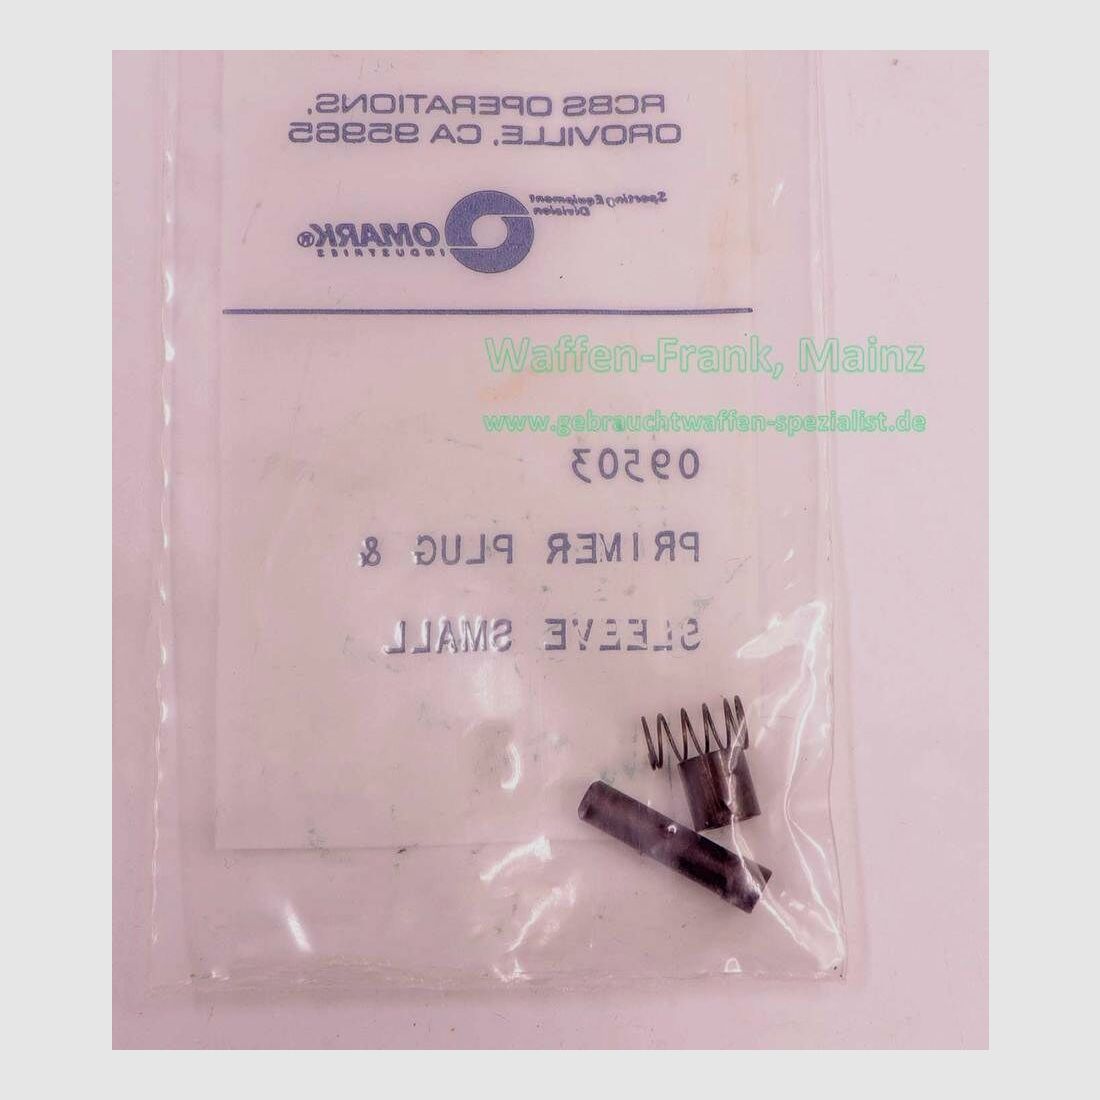 RCBS OPERATIONS,
OROVILLE, CA 95965
Sporting Equipment
Division
OMARK®
INDUSTRIES
Waffen-Frank, Mainz
www.gebrauchtwaffen-spezialist.de
09503
PRIMER PLUG &
SLEEVE SMALL